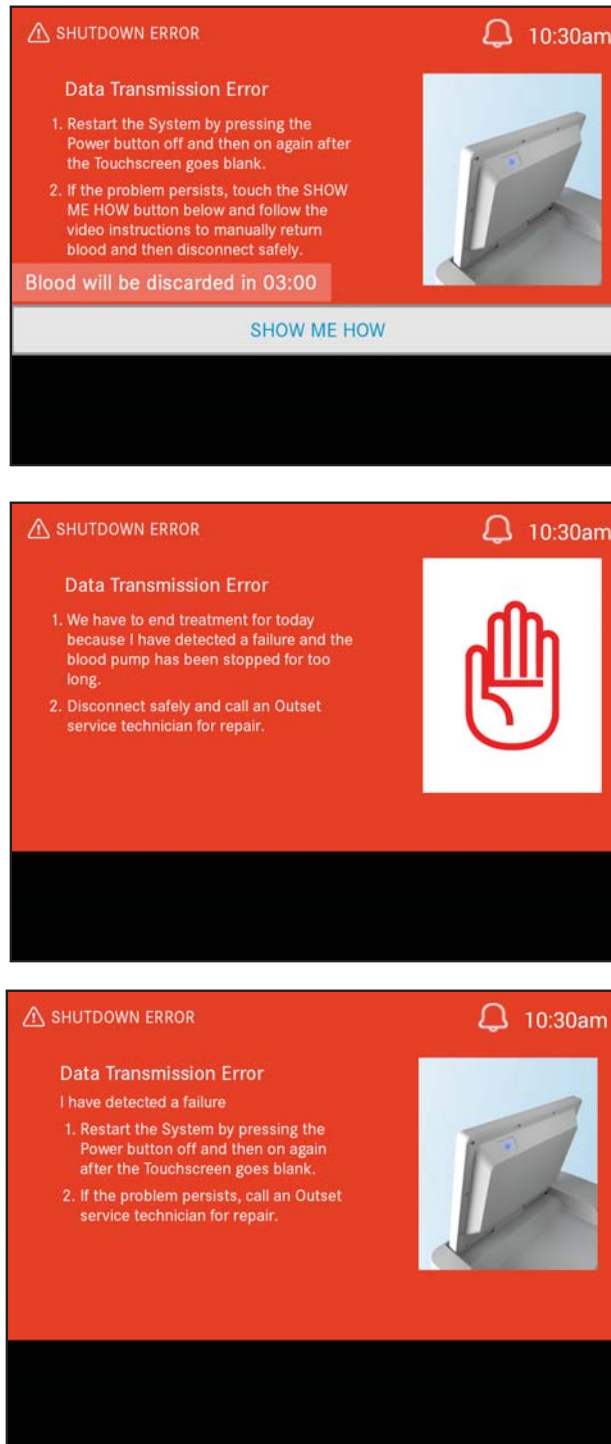 SHUTDOWN ERROR
10:30am
Data Transmission Error
1. Restart the System by pressing the
Power button off and then on again after
the Touchscreen goes blank.
2. If the problem persists, touch the SHOW
ME HOW button below and follow the
video instructions to manually return
blood and then disconnect safely.
Blood will be discarded in 03:00
SHOW ME HOW
SHUTDOWN ERROR
10:30am
Data Transmission Error
1. We have to end treatment for today
because I have detected a failure and the
blood pump has been stopped for too
long.
2. Disconnect safely and call an Outset
service technician for repair.
SHUTDOWN ERROR
10:30am
Data Transmission Error
I have detected a failure
1. Restart the System by pressing the
Power button off and then on again
after the Touchscreen goes blank.
2. If the problem persists, call an Outset
service technician for repair.